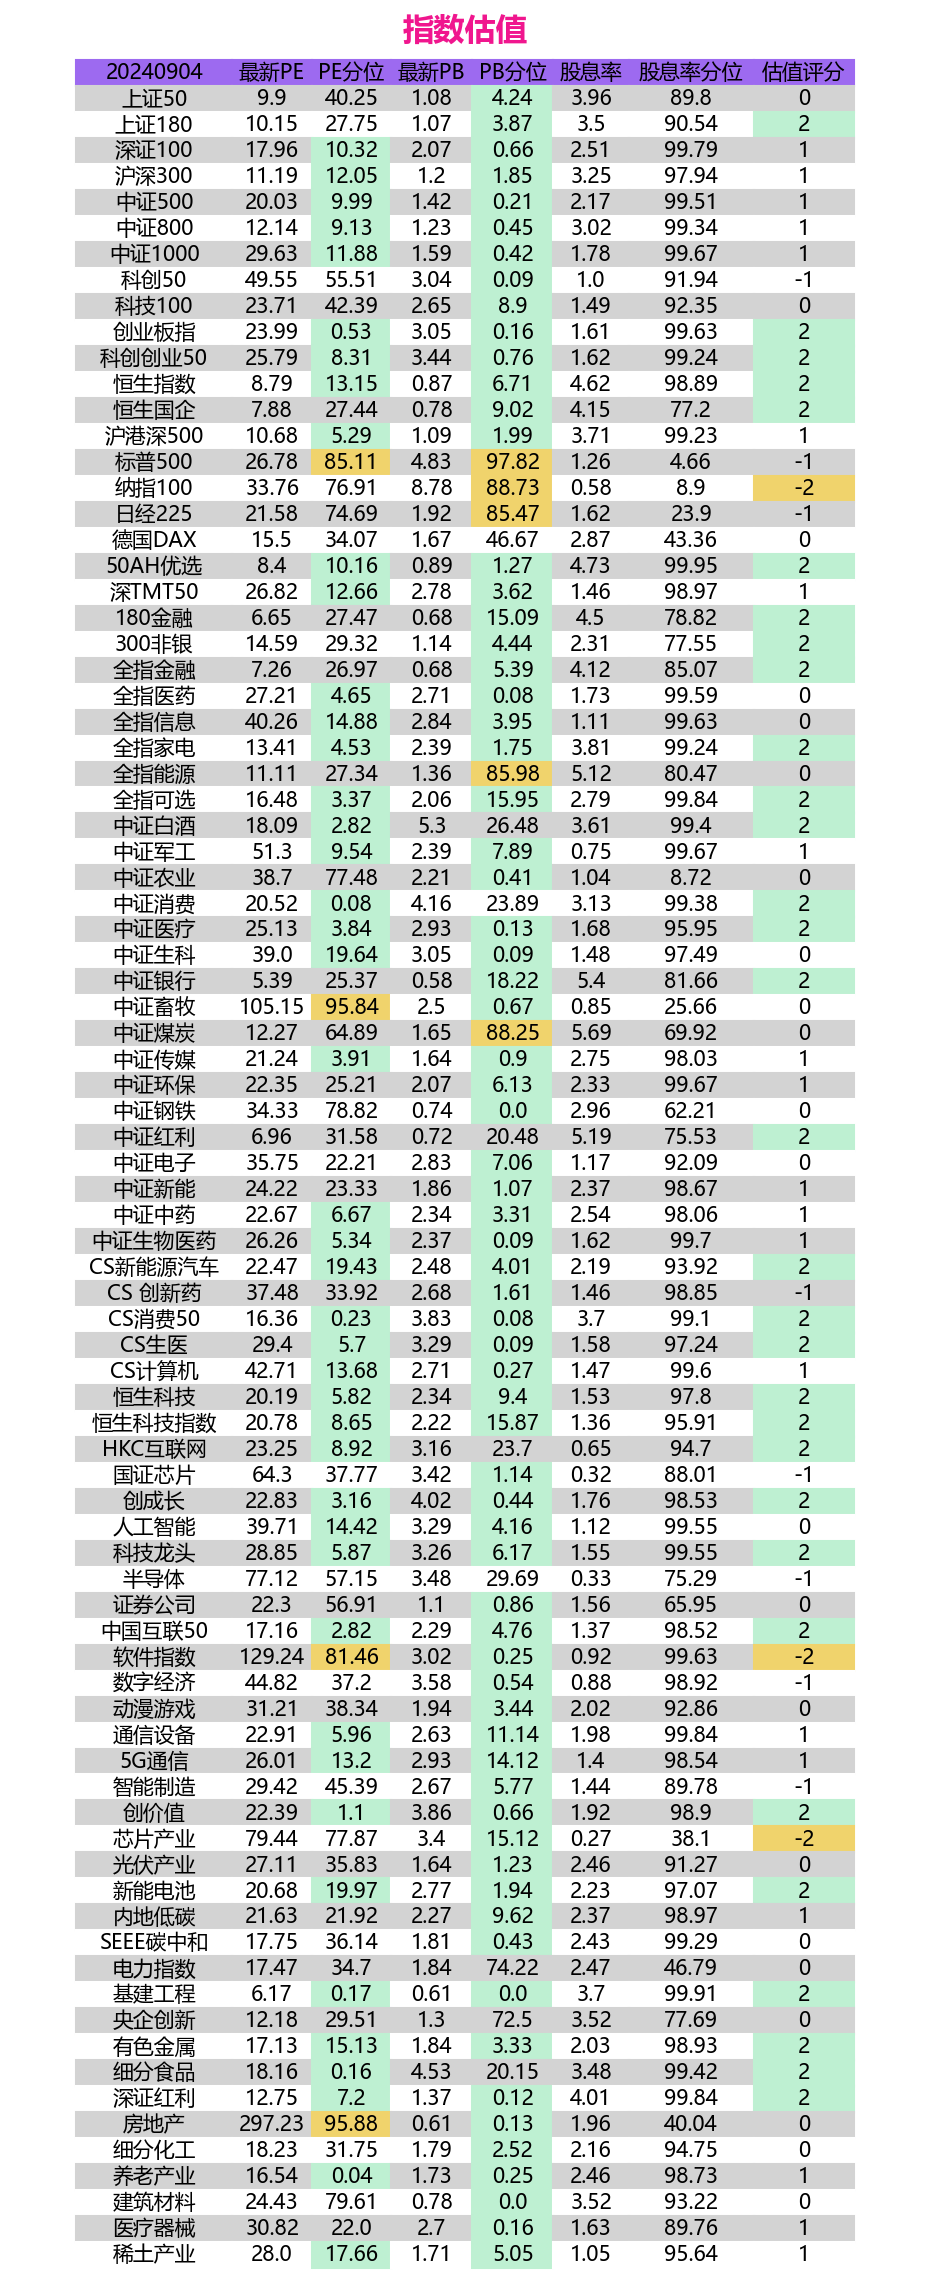 指数估值
20240904 最新PE PE分位 最新PB PB分位 股息率 股息率分位 估值评分
上证50 9.9 40.25 1.08 4.24 3.96 89.8 0
上证180 10.15 27.75 1.07 3.87 3.5 90.54 2
深证100 17.96 10.32 2.07 0.66 2.51 99.79 1
沪深300 11.19 12.05 1.2 1.85 3.25 97.94 1
中证500 20.03 9.99 1.42 0.21 2.17 99.51 1
中证800 12.14 9.13 1.23 0.45 3.02 99.34 1
中证1000 29.63 11.88 1.59 0.42 1.78 99.67 1
科创50 49.55 55.51 3.04 0.09 1.0 91.94 -1
科技100 23.71 42.39 2.65 8.9 1.49 92.35 0
创业板指 23.99 0.53 3.05 0.16 1.61 99.63 2
科创创业50 25.79 8.31 3.44 0.76 1.62 99.24 2
恒生指数 8.79 13.15 0.87 6.71 4.62 98.89 2
恒生国企 7.88 27.44 0.78 9.02 4.15 77.2 2
沪港深500 10.68 5.29 1.09 1.99 3.71 99.23 1
标普500 26.78 85.11 4.83 97.82 1.26 4.66 -1
纳指100 33.76 76.91 8.78 88.73 0.58 8.9 -2
日经225 21.58 74.69 1.92 85.47 1.62 23.9 -1
德国DAX 15.5 34.07 1.67 46.67 2.87 43.36 0
50AH优选 8.4 10.16 0.89 1.27 4.73 99.95 2
深TMT50 26.82 12.66 2.78 3.62 1.46 98.97 1
180金融 6.65 27.47 0.68 15.09 4.5 78.82 2
300非银 14.59 29.32 1.14 4.44 2.31 77.55 2
全指金融 7.26 26.97 0.68 5.39 4.12 85.07 2
全指医药 27.21 4.65 2.71 0.08 1.73 99.59 0
全指信息 40.26 14.88 2.84 3.95 1.11 99.63 0
全指家电 13.41 4.53 2.39 1.75 3.81 99.24 2
全指能源 11.11 27.34 1.36 85.98 5.12 80.47 0
全指可选 16.48 3.37 2.06 15.95 2.79 99.84 2
中证白酒 18.09 2.82 5.3 26.48 3.61 99.4 2
中证军工 51.3 9.54 2.39 7.89 0.75 99.67 1
中证农业 38.7 77.48 2.21 0.41 1.04 8.72 0
中证消费 20.52 0.08 4.16 23.89 3.13 99.38 2
中证医疗 25.13 3.84 2.93 0.13 1.68 95.95 2
中证生科 39.0 19.64 3.05 0.09 1.48 97.49 0
中证银行 5.39 25.37 0.58 18.22 5.4 81.66 2
中证畜牧 105.15 95.84 2.5 0.67 0.85 25.66 0
中证煤炭 12.27 64.89 1.65 88.25 5.69 69.92 0
中证传媒 21.24 3.91 1.64 0.9 2.75 98.03 1
中证环保 22.35 25.21 2.07 6.13 2.33 99.67 1
中证钢铁 34.33 78.82 0.74 0.0 2.96 62.21 0
中证红利 6.96 31.58 0.72 20.48 5.19 75.53 2
中证电子 35.75 22.21 2.83 7.06 1.17 92.09 0
中证新能 24.22 23.33 1.86 1.07 2.37 98.67 1
中证中药 22.67 6.67 2.34 3.31 2.54 98.06 1
中证生物医药 26.26 5.34 2.37 0.09 1.62 99.7 1
CS新能源汽车 22.47 19.43 2.48 4.01 2.19 93.92 2
CS 创新药 37.48 33.92 2.68 1.61 1.46 98.85 -1
CS消费50 16.36 0.23 3.83 0.08 3.7 99.1 2
CS生医 29.4 5.7 3.29 0.09 1.58 97.24 2
CS计算机 42.71 13.68 2.71 0.27 1.47 99.6 1
恒生科技 20.19 5.82 2.34 9.4 1.53 97.8 2
恒生科技指数 20.78 8.65 2.22 15.87 1.36 95.91 2
HKC互联网 23.25 8.92 3.16 23.7 0.65 94.7 2
国证芯片 64.3 37.77 3.42 1.14 0.32 88.01 -1
创成长 22.83 3.16 4.02 0.44 1.76 98.53 2
人工智能 39.71 14.42 3.29 4.16 1.12 99.55 0
科技龙头 28.85 5.87 3.26 6.17 1.55 99.55 2
半导体 77.12 57.15 3.48 29.69 0.33 75.29 -1
证券公司 22.3 56.91 1.1 0.86 1.56 65.95 0
中国互联50 17.16 2.82 2.29 4.76 1.37 98.52 2
软件指数 129.24 81.46 3.02 0.25 0.92 99.63 -2
数字经济 44.82 37.2 3.58 0.54 0.88 98.92 -1
动漫游戏 31.21 38.34 1.94 3.44 2.02 92.86 0
通信设备 22.91 5.96 2.63 11.14 1.98 99.84 1
5G通信 26.01 13.2 2.93 14.12 1.4 98.54 1
智能制造 29.42 45.39 2.67 5.77 1.44 89.78 -1
创价值 22.39 1.1 3.86 0.66 1.92 98.9 2
芯片产业 79.44 77.87 3.4 15.12 0.27 38.1 -2
光伏产业 27.11 35.83 1.64 1.23 2.46 91.27 0
新能电池 20.68 19.97 2.77 1.94 2.23 97.07 2
内地低碳 21.63 21.92 2.27 9.62 2.37 98.97 1
SEEE碳中和 17.75 36.14 1.81 0.43 2.43 99.29 0
电力指数 17.47 34.7 1.84 74.22 2.47 46.79 0
基建工程 6.17 0.17 0.61 0.0 3.7 99.91 2
央企创新 12.18 29.51 1.3 72.5 3.52 77.69 0
有色金属 17.13 15.13 1.84 3.33 2.03 98.93 2
细分食品 18.16 0.16 4.53 20.15 3.48 99.42 2
深证红利 12.75 7.2 1.37 0.12 4.01 99.84 2
房地产 297.23 95.88 0.61 0.13 1.96 40.04 0
细分化工 18.23 31.75 1.79 2.52 2.16 94.75 0
养老产业 16.54 0.04 1.73 0.25 2.46 98.73 1
建筑材料 24.43 79.61 0.78 0.0 3.52 93.22 0
医疗器械 30.82 22.0 2.7 0.16 1.63 89.76 1
稀土产业 28.0 17.66 1.71 5.05 1.05 95.64 1